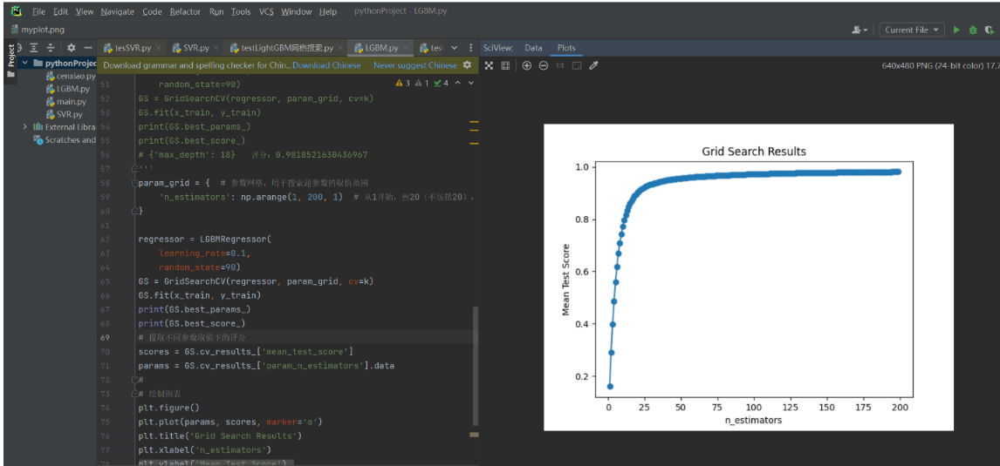 File Edit View Navigate Code Refactor Run Tools VCS Window Help pythonProject - LGBM.py
myplot.png
Current File
Project
tesSVR.py
SVR.py
testLightGBM网格搜索.py
LGBM.py
tes
SciView: Data Plots
pythonProjec
Download grammar and spelling checker for Chin... Download Chinese Never suggest Chinese
1:1
640x480 PNG (24-bit color) 17.7
cenxiao.py
LGBM.py
main.py
SVR.py
External Libra
Scratches and
3 1 4
51 random_state=90)
52 GS = GridSearchCV(regressor, param_grid, cv=k)
53 GS.fit(x_train, y_train)
54 print(GS.best_params_)
55 print(GS.best_score_)
56 # {'max_depth': 18} 评分: 0.9818521630436967
57 '''
58 param_grid = { # 参数网格, 用于搜索超参数的取值范围
59 'n_estimators': np.arange(1, 200, 1) # 从1开始, 到20（不包括20）,
60 }
61
62 regressor = LGBMRegressor(
63 learning_rate=0.1,
64 random_state=90)
65 GS = GridSearchCV(regressor, param_grid, cv=k)
66 GS.fit(x_train, y_train)
67 print(GS.best_params_)
68 print(GS.best_score_)
69 # 提取不同参数取值下的评分
70 scores = GS.cv_results_['mean_test_score']
71 params = GS.cv_results_['param_n_estimators'].data
72 #
73 # 绘制图表
74 plt.figure()
75 plt.plot(params, scores, marker='o')
76 plt.title('Grid Search Results')
77 plt.xlabel('n_estimators')
78 plt.ylabel('Mean Test Score')
Grid Search Results
1.0
0.8
0.6
0.4
0.2
Mean Test Score
0 25 50 75 100 125 150 175 200
n_estimators